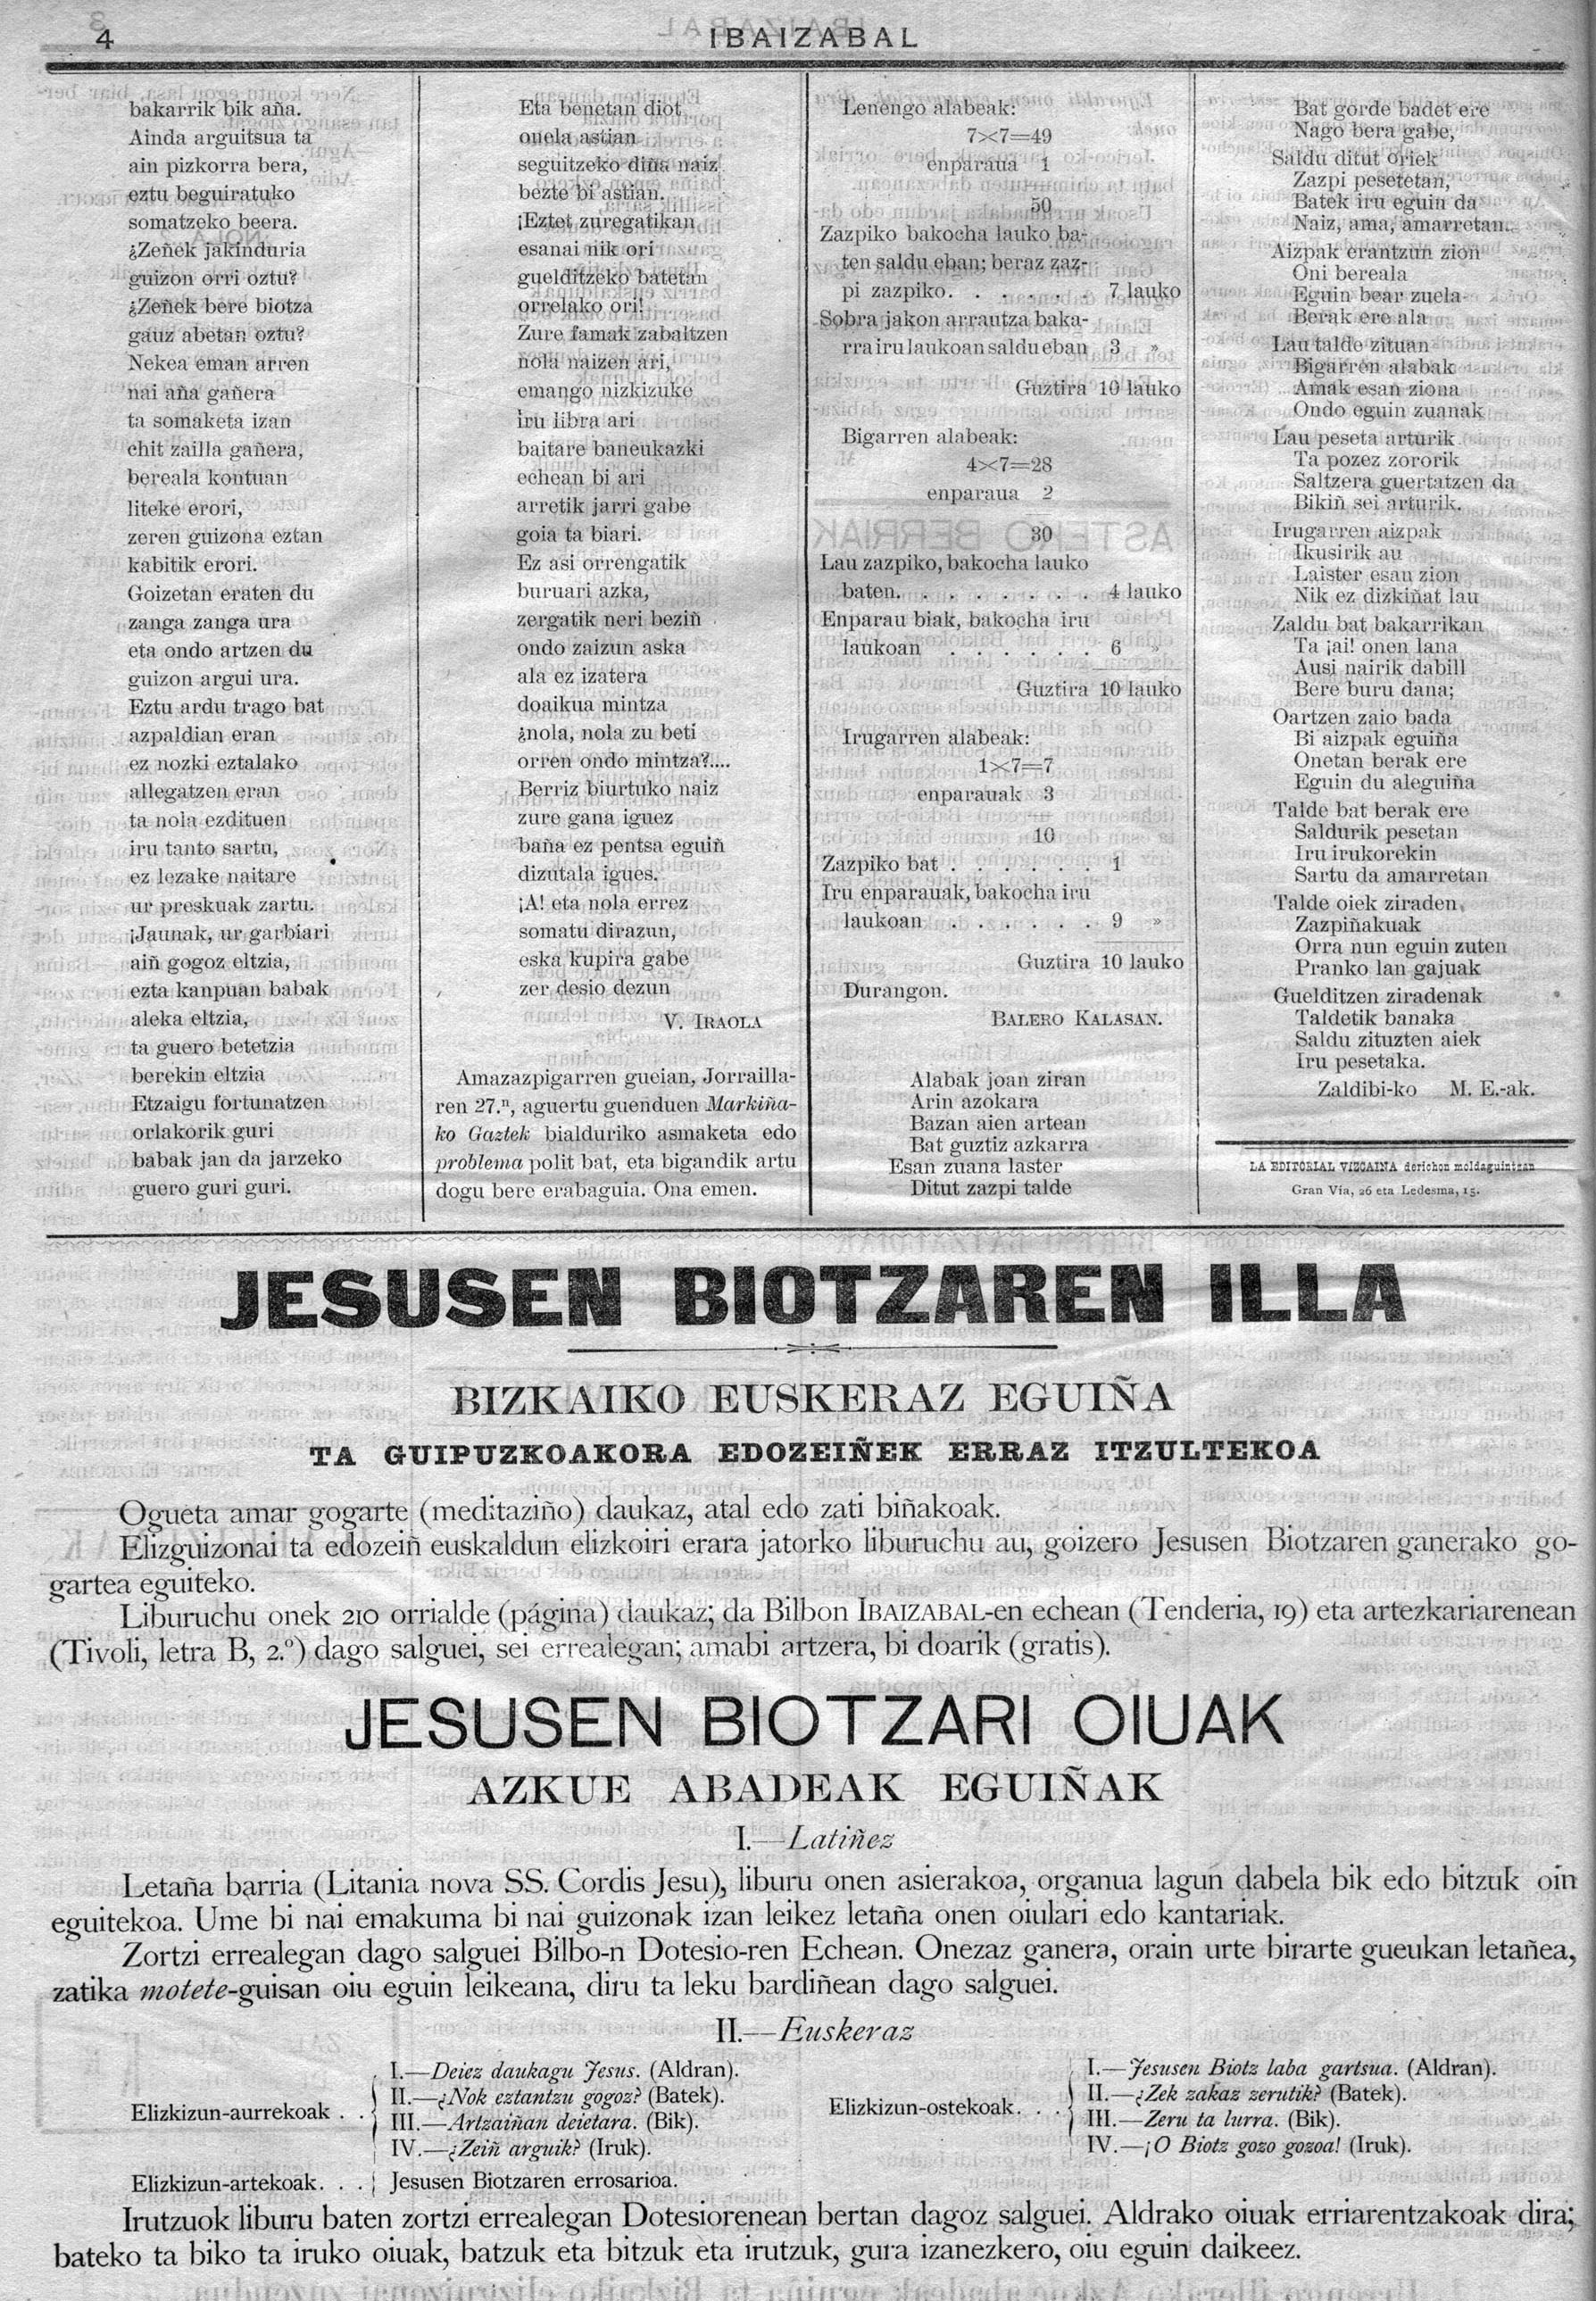 4
IBAIZABAL
bakarrik bik aña.
Ainda arguitsua ta
ain pizkorra bera,
eztu beguiratuko
somatzeko beera.
¿Zeñek jakinduria
guizon orri oztu?
¿Zeñek bere biotza
gauz abetan oztu?
Nekea eman arren
nai aña gañera
ta somaketa izan
chit zailla gañera,
bereala kontuan
liteke erori,
zeren guizona eztan
kabitik erori.
Goizetan eraten du
zanga zanga ura
eta ondo artzen du
guizon argui ura.
Eztu ardu trago bat
azpaldian eran
ez nozki eztalako
allegatzen eran
ta nola ezdituen
iru tanto sartu,
ez lezake naitare
ur preskuak zartu.
¡Jaunak, ur garbiari
aiñ gogoz eltzia,
ezta kanpuan babak
aleka eltzia,
ta guero betetzia
berekin eltzia
Etzaigu fortunatzen
orlakorik guri
babak jan da jarzeko
guero guri guri.
Eta benetan diot
onela astian
seguitzeko diña naiz
bezte bi astian.
¡Eztet zuregatikan
esanai nik ori
guelditzeko batetan
orrelako ori!
Zure famak zabaltzen
nola naizen ari,
emango nizkizuke
iru libra ari
baitare baneukazki
echean bi ari
arretik jarri gabe
goia ta biari.
Ez asi orrengatik
buruari azka,
zergatik neri beziñ
ondo zaizun aska
ala ez izatera
doaikua mintza
¿nola, nola zu beti
orren ondo mintza?....
Berriz biurtuko naiz
zure gana iguez
baña ez pentsa eguiñ
dizutala igues.
¡A! eta nola errez
somatu dirazun,
eska kupira gabe
zer desio dezun
V. IRAOLA
Amazazpigarren gueian, Jorrailla-
ren 27.ⁿ, aguertu guenduen Markiña-
ko Gaztek bialduriko asmaketa edo
problema polit bat, eta bigandik artu
dogu bere erabaguia. Ona emen.
Lenengo alabeak:
7×7=49
enparaua 1
50
Zazpiko bakocha lauko ba-
ten saldu eban; beraz zaz-
pi zazpiko. . . . . . . 7 lauko
Sobra jakon arrautza baka-
rra iru laukoan saldu eban 3 »
Guztira 10 lauko
Bigarren alabeak:
4×7=28
enparaua 2
30
Lau zazpiko, bakocha lauko
baten. . . . . . . . 4 lauko
Enparau biak, bakocha iru
laukoan . . . . . . 6 »
Guztira 10 lauko
Irugarren alabeak:
1×7=7
enparauak 3
10
Zazpiko bat . . . . . . 1
Iru enparauak, bakocha iru
laukoan . . . . . . 9 »
Guztira 10 lauko
Durangon.
BALERO KALASAN.
Alabak joan ziran
Arin azokara
Bazan aien artean
Bat guztiz azkarra
Esan zuana laster
Ditut zazpi talde
Bat gorde badet ere
Nago bera gabe,
Saldu ditut oriek
Zazpi pesetetan,
Batek iru eguin da
Naiz, ama, amarretan.
Aizpak erantzun zion
Oni bereala
Eguin bear zuela
Berak ere ala
Lau talde zituan
Bigarren alabak
Amak esan ziona
Ondo eguin zuanak
Lau peseta arturik
Ta pozez zororik
Saltzera guertatzen da
Bikiñ sei arturik.
Irugarren aizpak
Ikusirik au
Laister esan zion
Nik ez dizkiñat lau
Zaldu bat bakarrikan
Ta ¡ai! onen lana
Ausi nairik dabill
Bere buru dana;
Oartzen zaio bada
Bi aizpak eguiña
Onetan berak ere
Eguin du aleguiña
Talde bat berak ere
Saldurik pesetan
Iru irukorekin
Sartu da amarretan
Talde oiek ziraden
Zazpiñakuak
Orra nun eguin zuten
Pranko lan gajuak
Guelditzen ziradenak
Taldetik banaka
Saldu zituzten aiek
Iru pesetaka.
Zaldibi-ko M. E.-ak.
LA EDITORIAL VIZCAINA derichon moldaguintzan
Gran Vía, 26 eta Ledesma, 15.
JESUSEN BIOTZAREN ILLA
BIZKAIKO EUSKERAZ EGUIÑA
TA GUIPUZKOAKORA EDOZEIÑEK ERRAZ ITZULTEKOA
Ogueta amar gogarte (meditaziño) daukaz, atal edo zati biñakoak.
Elizguizonai ta edozeiñ euskaldun elizkoiri erara jatorko liburuchu au, goizero Jesusen Biotzaren ganerako go-
gartea eguiteko.
Liburuchu onek 210 orrialde (página) daukaz; da Bilbon IBAIZABAL-en echean (Tenderia, 19) eta artezkariarenean
(Tivoli, letra B, 2.º) dago salguei, sei errealegan; amabi artzera, bi doarik (gratis).
JESUSEN BIOTZARI OIUAK
AZKUE ABADEAK EGUIÑAK
I.—Latiñez
Letaña barria (Litania nova SS. Cordis Jesu), liburu onen asierakoa, organua lagun dabela bik edo bitzuk oin
eguitekoa. Ume bi nai emakuma bi nai guizonak izan leikez letaña onen oiulari edo kantariak.
Zortzi errealegan dago salguei Bilbo-n Dotesio-ren Echean. Onezaz ganera, orain urte birarte gueukan letañea,
zatika motete-guisan oiu eguin leikeana, diru ta leku bardiñean dago salguei.
II.—Euskeraz
Elizkizun-aurrekoak . .
I.—Deiez daukagu Jesus. (Aldran).
II.—¿Nok eztantzu gogoz? (Batek).
III.—Artzaiñan deietara. (Bik).
IV.—¿Zeiñ arguik? (Iruk).
Elizkizun-artekoak. . . Jesusen Biotzaren errosarioa.
Elizkizun-ostekoak. . .
I.—Jesusen Biotz laba gartsua. (Aldran).
II.—¿Zek zakaz zerutik? (Batek).
III.—Zeru ta lurra. (Bik).
IV.—¡O Biotz gozo gozoa! (Iruk).
Irutzuok liburu baten zortzi errealegan Dotesiorenean bertan dagoz salguei. Aldrako oiuak erriarentzakoak dira;
bateko ta biko ta iruko oiuak, batzuk eta bitzuk eta irutzuk, gura izanezkero, oiu eguin daikeez.